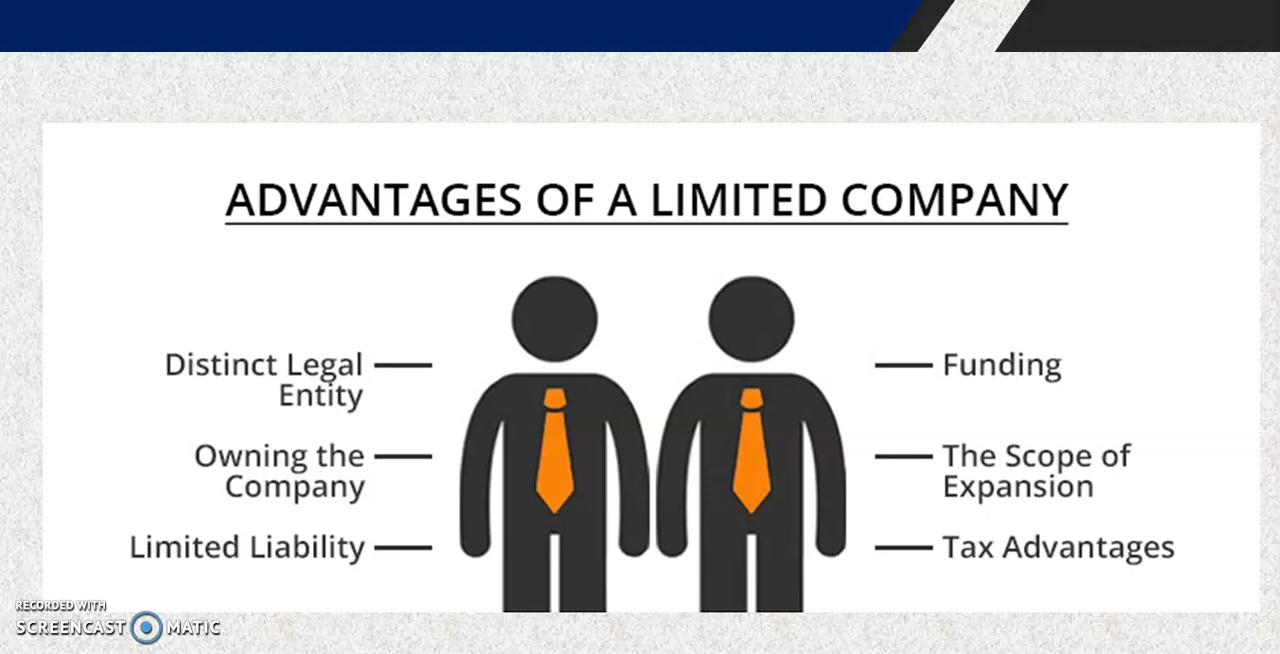 ADVANTAGES OF A LIMITED COMPANY
Distinct Legal
Entity
Owning the
Company
Limited Liability
Funding
The Scope of
Expansion
Tax Advantages
RECORDED WITH
SCREENCAST MATIC